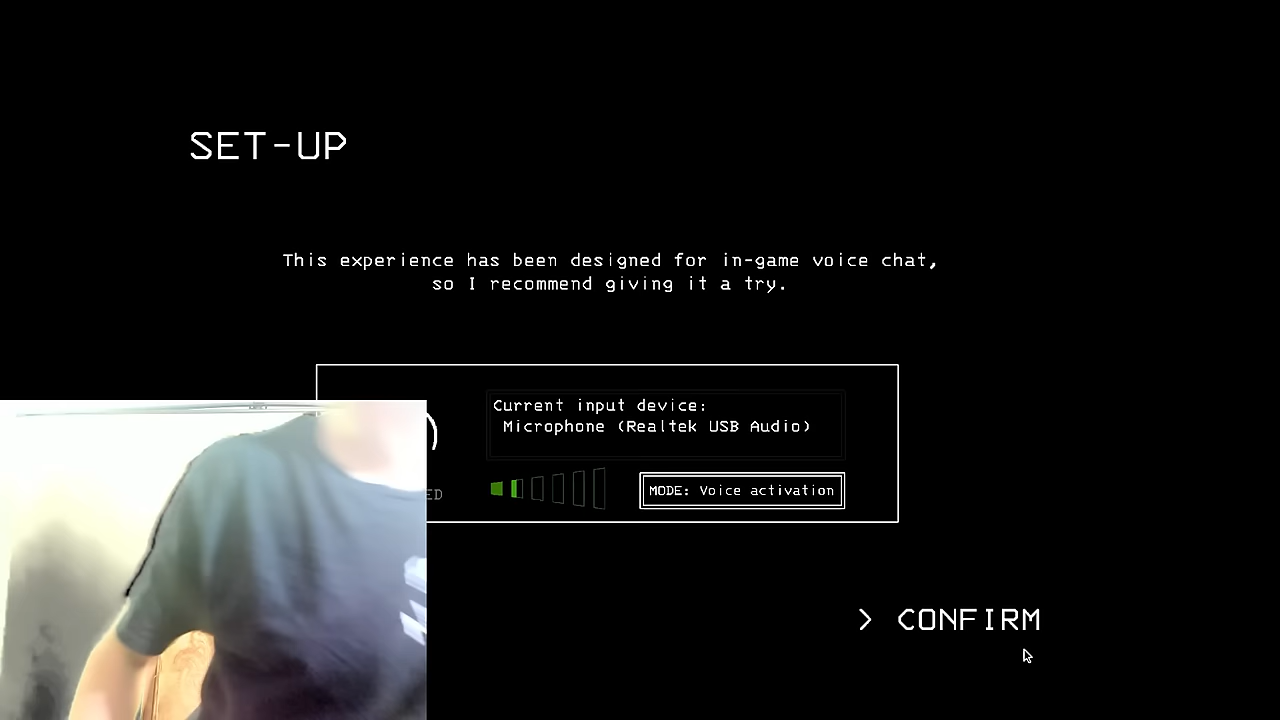 SET-UP
This experience has been designed for in-game voice chat,
so I recommend giving it a try.
Current input device:
Microphone (Realtek USB Audio)
MODE: Voice activation
> CONFIRM